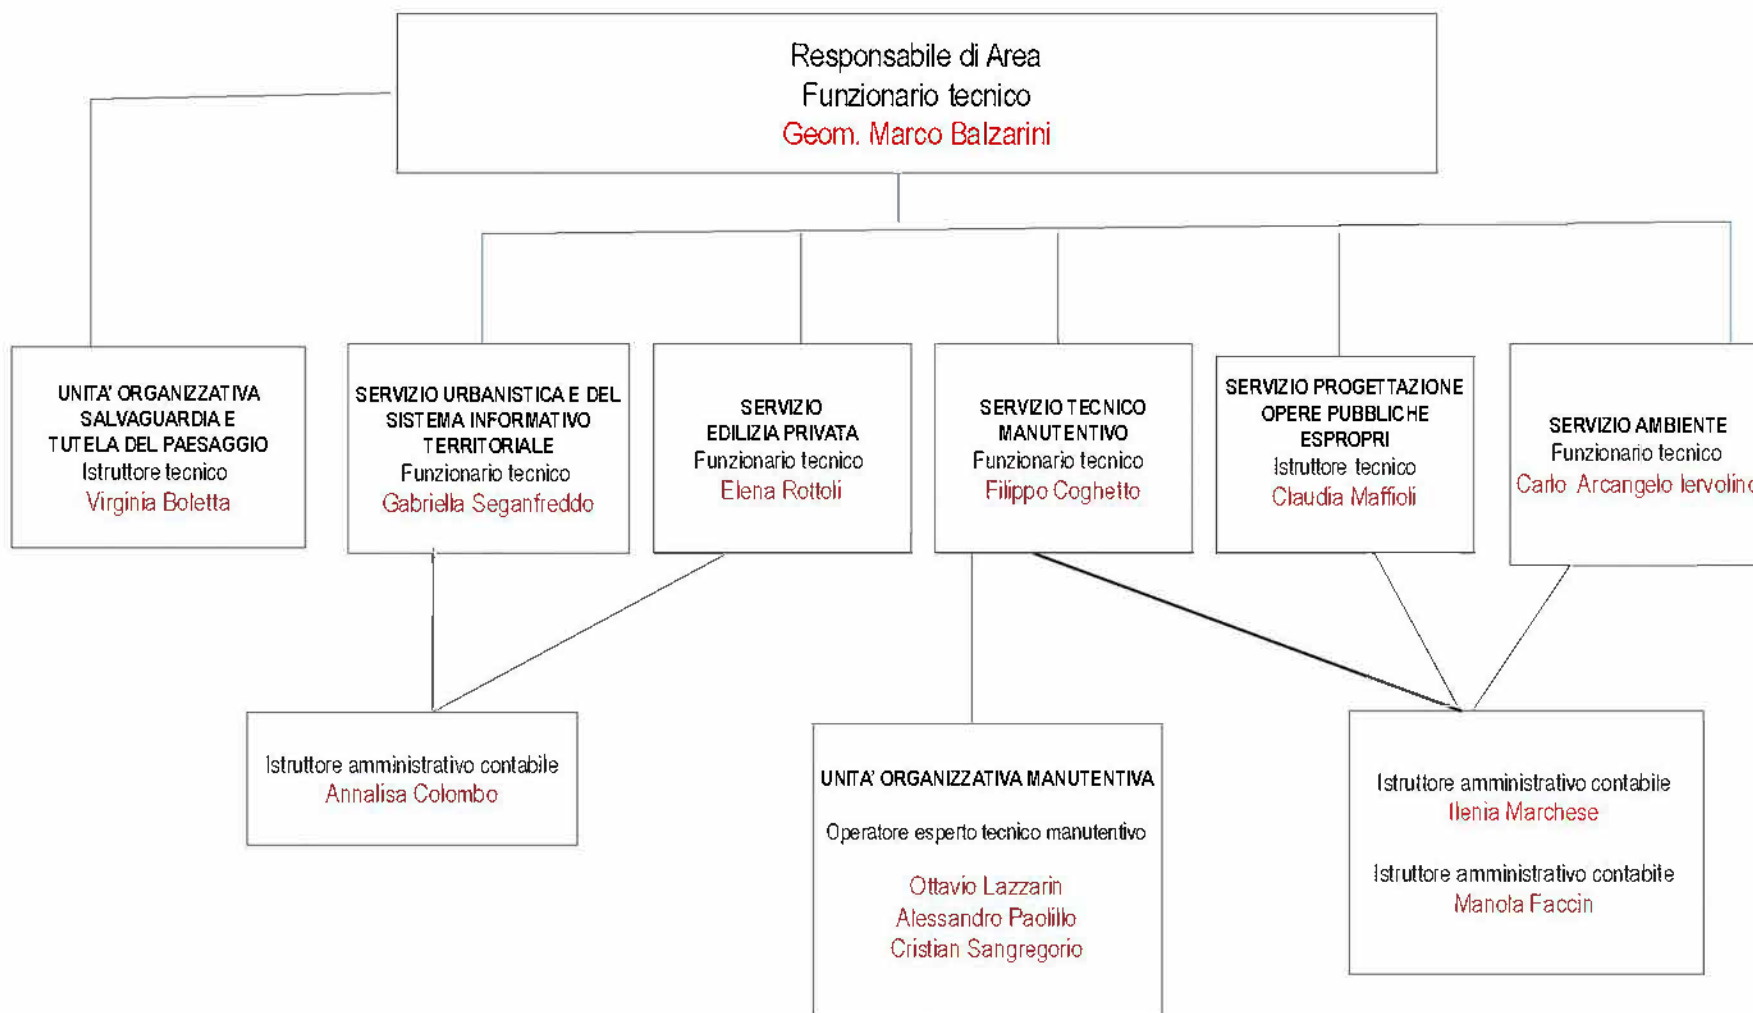 Responsabile di Area
Funzionario tecnico
Geom. Marco Balzarini
UNITA' ORGANIZZATIVA
SALVAGUARDIA E
TUTELA DEL PAESAGGIO
Istruttore tecnico
Virginia Boletta
SERVIZIO URBANISTICA E DEL
SISTEMA INFORMATIVO
TERRITORIALE
Funzionario tecnico
Gabriella Seganfreddo
SERVIZIO
EDILIZIA PRIVATA
Funzionario tecnico
Elena Rottoli
SERVIZIO TECNICO
MANUTENTIVO
Funzionario tecnico
Filippo Coghetto
SERVIZIO PROGETTAZIONE
OPERE PUBBLICHE
ESPROPRI
Istruttore tecnico
Claudia Maffioli
SERVIZIO AMBIENTE
Funzionario tecnico
Carlo Arcangelo Iervolino
Istruttore amministrativo contabile
Annalisa Colombo
UNITA' ORGANIZZATIVA MANUTENTIVA
Operatore esperto tecnico manutentivo
Ottavio Lazzarin
Alessandro Paolillo
Cristian Sangregorio
Istruttore amministrativo contabile
Ilenia Marchese
Istruttore amministrativo contabile
Manola Faccin